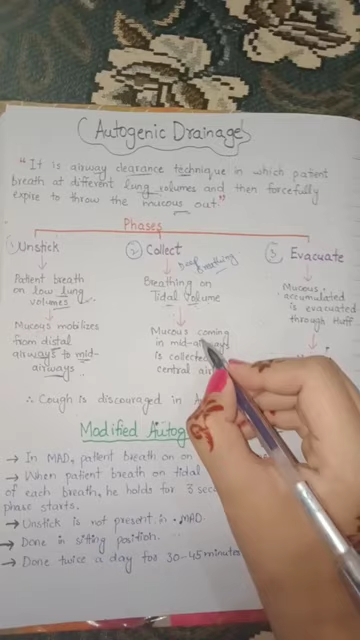 Autogenic Drainage
"It is airway clearance technique in which patient
breath at different lung volumes and then forcefully
expire to throw the mucous out."
Phases
① Unstick
Patient breath
on low lung
volumes
Mucoys mobilizes
from distal
airways to mid-
airways
② Collect
Deep Breathing
Breathing on
Tidal Volume
Mucous coming
in mid-airways
is collected
central
③ Evacuate
Mucous
accumulated
is evacuated
through Huff
→ Cough is discouraged in
Modified
→ In MAD, patient breath on
→ When patient breath on tidal
of each breath, he holds for 3
phase starts.
→ Unstick is not present in MAD
→ Done in sitting position.
→ Done twice a day for 30-45 minutes